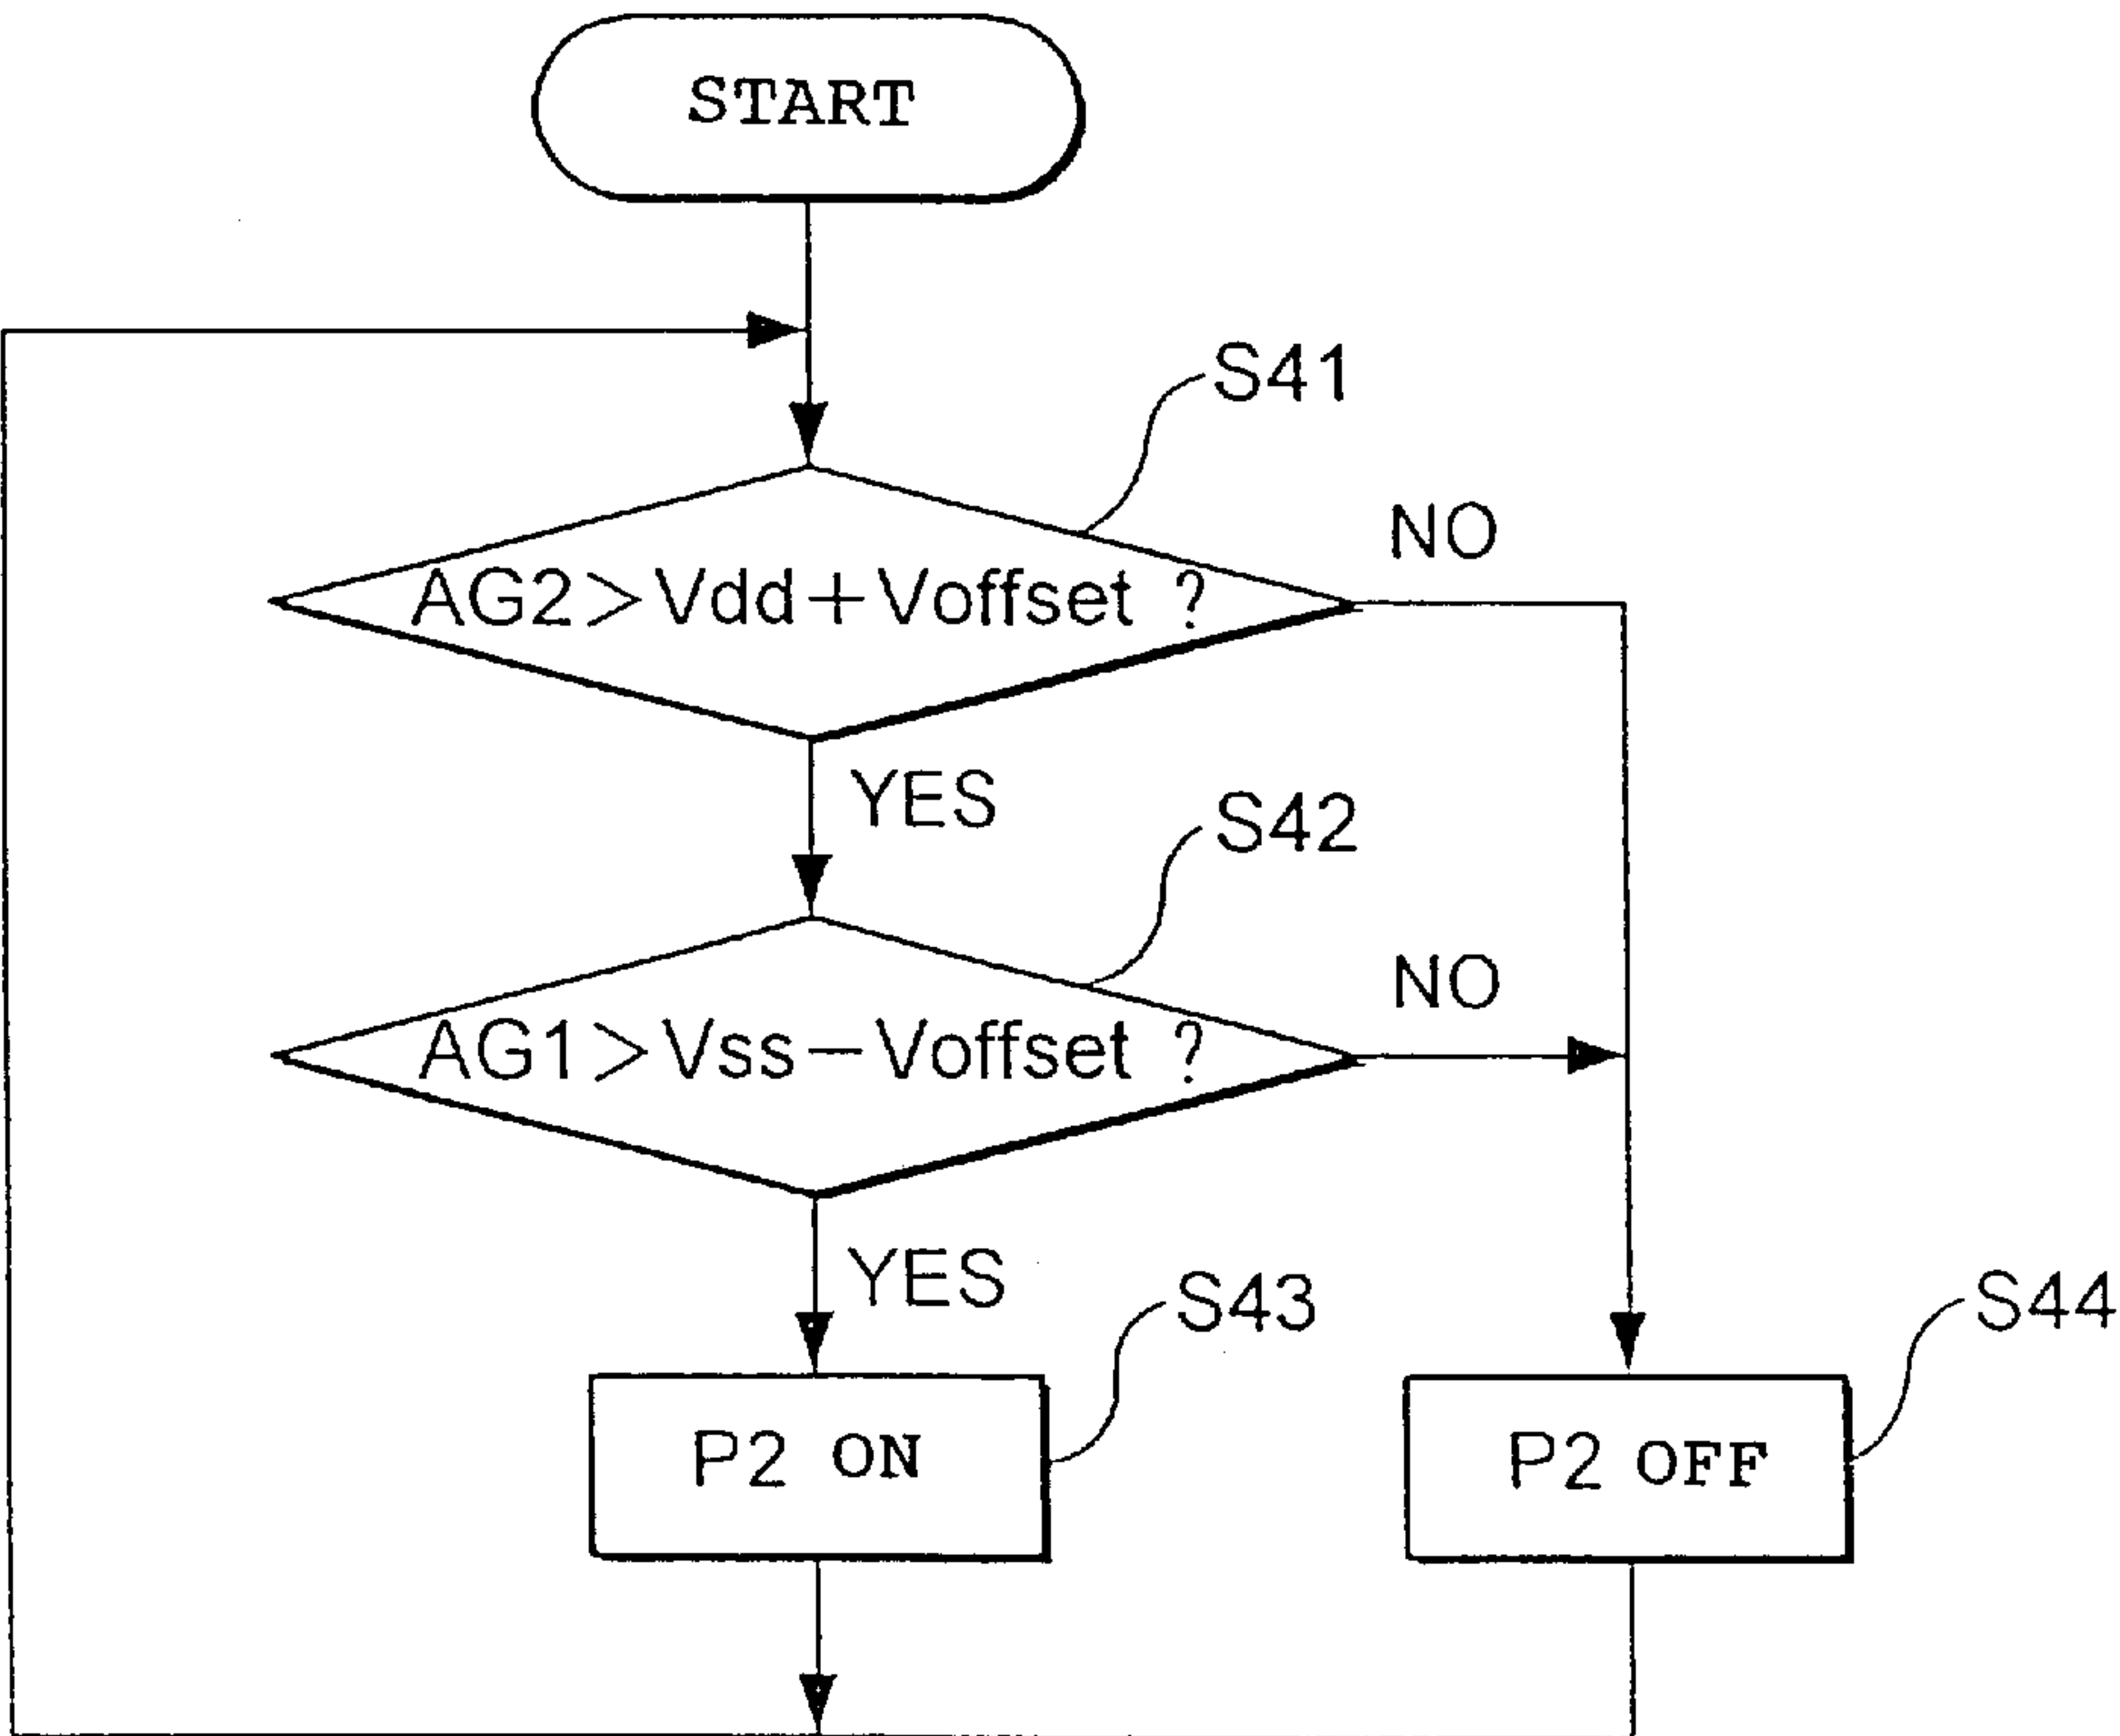 START
S41
NO
AG2>Vdd+Voffset ?
YES
S42
NO
AG1>Vss−Voffset ?
YES
S43
S44
P2 ON
P2 OFF